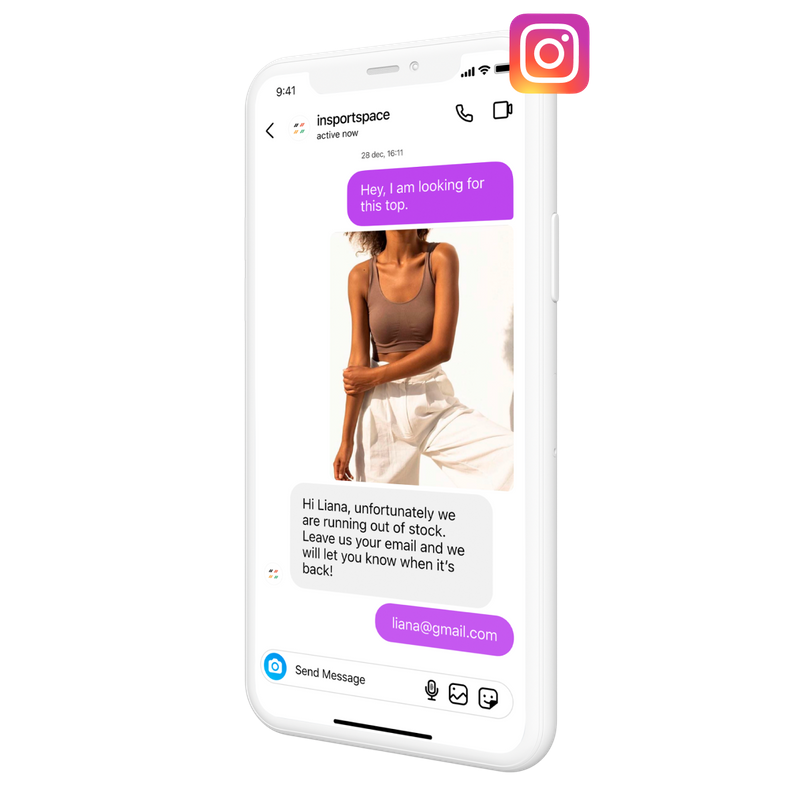 9:41
insportspace
active now
28 dec, 16:11
Hey, I am looking for
this top.
Hi Liana, unfortunately we
are running out of stock.
Leave us your email and we
will let you know when it's
back!
liana@gmail.com
Send Message